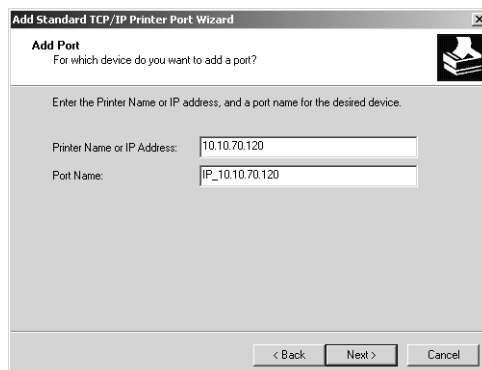 Add Standard TCP/IP Printer Port Wizard
Add Port
For which device do you want to add a port?
Enter the Printer Name or IP address, and a port name for the desired device.
Printer Name or IP Address: 10.10.70.120
Port Name: IP_10.10.70.120
< Back Next > Cancel